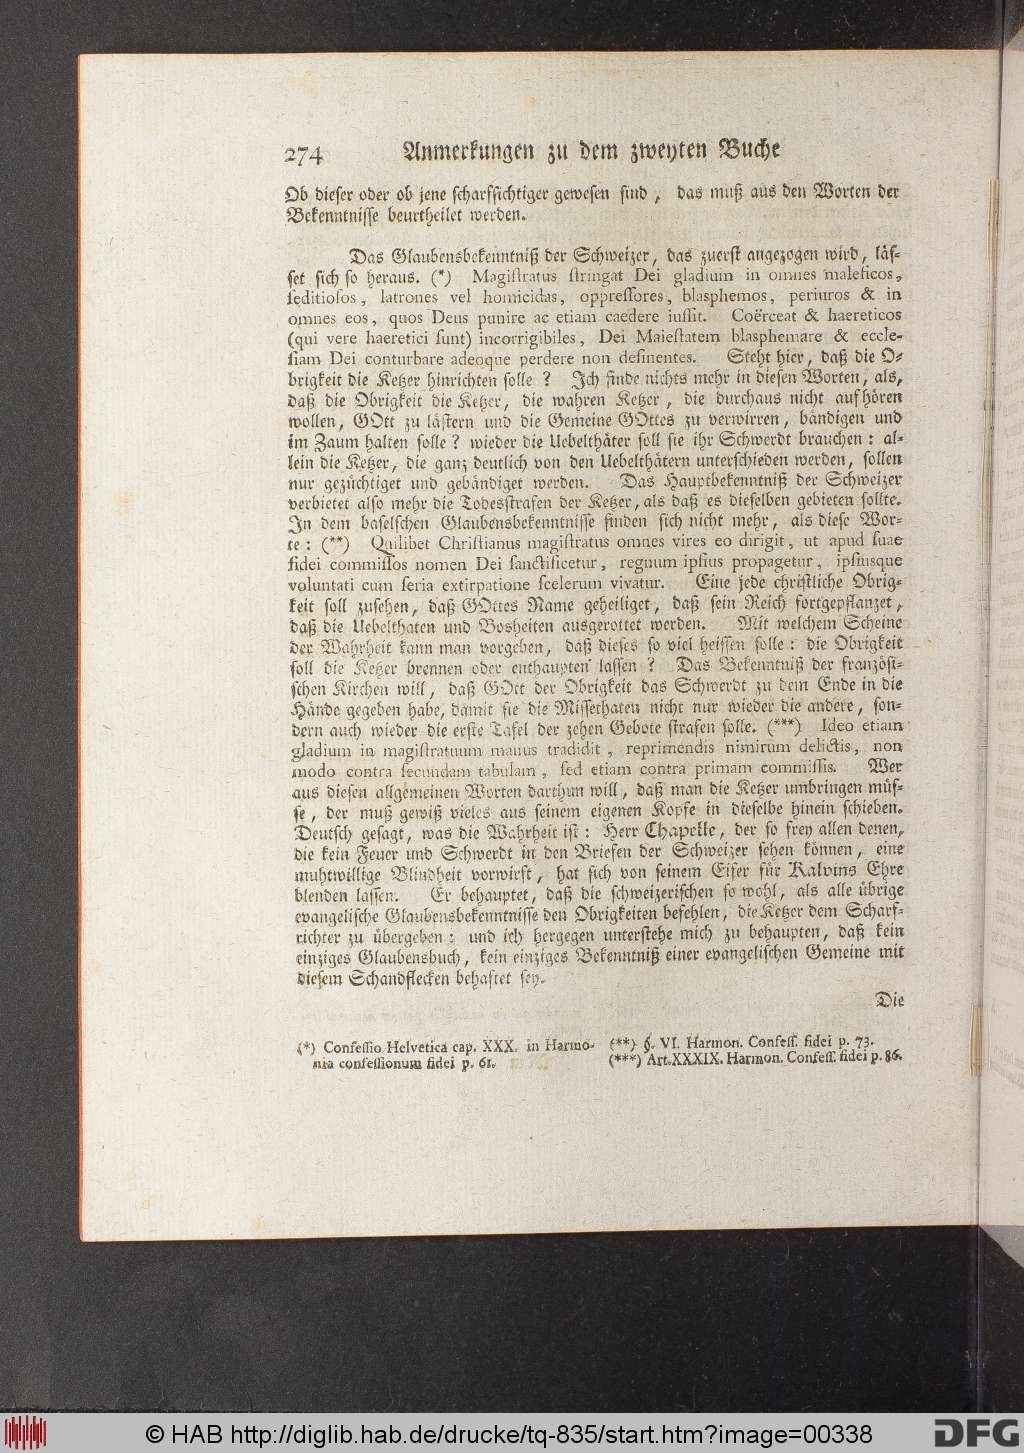 274 Anmerkungen zu dem zweyten Buche
Ob dieser oder ob jene scharfsichtiger gewesen sind, das muß aus den Worten der
Bekenntnisse beurtheilet werden.
Das Glaubensbekenntniß der Schweizer, das zuerst angezogen wird, läs-
set sich so heraus. (*) Magistratus stringat Dei gladium in omnes maleficos,
seditiosos, latrones vel homicidas, oppressores, blasphemos, periuros & in
omnes eos, quos Deus punire ac etiam caedere iussit. Coërceat & haereticos
(qui vere haeretici sunt) incorrigibiles, Dei Maiestatem blasphemare & eccle-
siam Dei conturbare adeoque perdere non desinentes. Steht hier, daß die O-
brigkeit die Ketzer hinrichten solle? Ich finde nichts mehr in diesen Worten, als,
daß die Obrigkeit die Ketzer, die wahren Ketzer, die durchaus nicht aufhören
wollen, GOtt zu lästern und die Gemeine GOttes zu verwirren, bändigen und
im Zaum halten solle? wieder die Uebelthäter soll sie ihr Schwerdt brauchen: al-
lein die Ketzer, die ganz deutlich von den Uebelthätern unterschieden werden, sollen
nur gezüchtiget und gebändiget werden. Das Hauptbekenntniß der Schweizer
verbietet also mehr die Todesstrafen der Ketzer, als daß es dieselben gebieten sollte.
In dem baselschen Glaubensbekenntnisse finden sich nicht mehr, als diese Wor-
te: (**) Quilibet Christianus magistratus omnes vires eo dirigit, ut apud suae
fidei commissos nomen Dei sanctificetur, regnum ipsius propagetur, ipsiusque
voluntati cum seria extirpatione scelerum vivatur. Eine jede christliche Obrig-
keit soll zusehen, daß GOttes Name geheiliget, daß sein Reich fortgepflanzet,
daß die Uebelthaten und Bosheiten ausgerottet werden. Mit welchem Scheine
der Wahrheit kann man vorgeben, daß dieses so viel heissen solle: die Obrigkeit
soll die Ketzer brennen oder enthaupten lassen? Das Bekenntniß der französi-
schen Kirchen will, daß GOtt der Obrigkeit das Schwerdt zu dem Ende in die
Hände gegeben habe, damit sie die Missethaten nicht nur wieder die andere, son-
dern auch wieder die erste Tafel der zehen Gebote strafen solle. (***) Ideo etiam
gladium in magistratuum manus tradidit, reprimendis nimirum delictis, non
modo contra secundam tabulam, sed etiam contra primam commissis. Wer
aus diesen allgemeinen Worten darthun will, daß man die Ketzer umbringen müs-
se, der muß gewiß vieles aus seinem eigenen Kopfe in dieselbe hinein schieben.
Deutsch gesagt, was die Wahrheit ist: Herr Chapelle, der so frey allen denen,
die kein Feuer und Schwerdt in den Briefen der Schweizer sehen können, eine
muhtwillige Blindheit vorwirft, hat sich von seinem Eifer für Kalvins Ehre
blenden lassen. Er behauptet, daß die schweizerischen so wohl, als alle übrige
evangelische Glaubensbekenntnisse den Obrigkeiten befehlen, die Ketzer dem Scharf-
richter zu übergeben: und ich hergegen unterstehe mich zu behaupten, daß kein
einziges Glaubensbuch, kein einziges Bekenntniß einer evangelischen Gemeine mit
diesem Schandflecken behaftet sey.
Die
(*) Confessio Helvetica cap. XXX. in Harmo-
nia confessionum fidei p. 61.
(**) §. VI. Harmon. Confess. fidei p. 73.
(***) Art. XXXIX. Harmon. Confess. fidei p. 86.
© HAB http://diglib.hab.de/drucke/tq-835/start.htm?image=00338
DFG